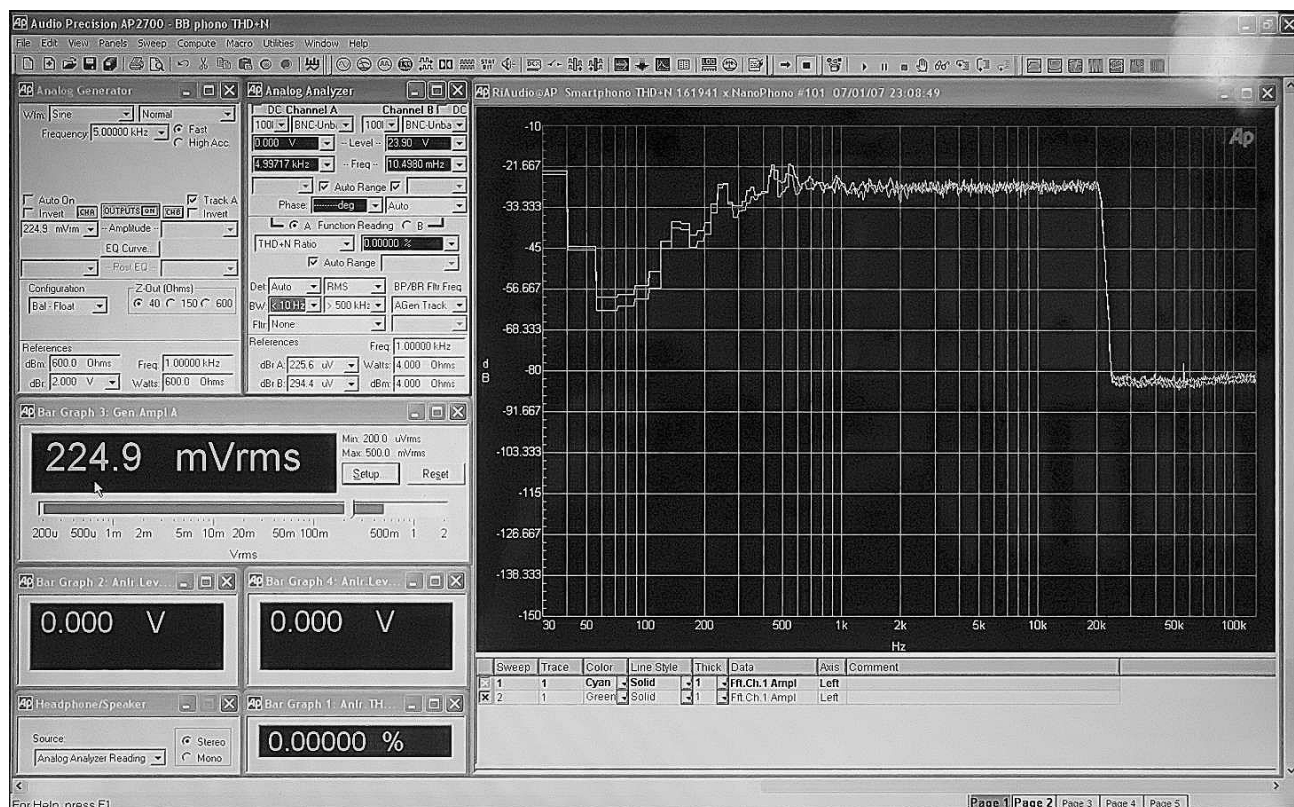 Audio Precision AP2700 - BB phono THD+N
File Edit View Panels Sweep Compute Macro Utilities Window Help
Analog Generator
Wfm: Sine Normal
Frequency: 5.00000 kHz Fast
High Acc.
Auto On Track A
Invert CHA OUTPUTS ON CHB Invert
224.9 mVrm -- Amplitude --
EQ Curve...
-- Post EQ --
Configuration Z-Out (Ohms)
Bal - Float 40 150 600
References
dBm: 600.0 Ohms Freq: 1.00000 kHz
dBr: 2.000 V Watts: 600.0 Ohms
Analog Analyzer
DC Channel A Channel B DC
100k BNC-Unb 100k BNC-Unba
0.000 V -- Level -- 23.90 V
4.99717 kHz -- Freq -- 10.4980 mHz
Auto Range
Phase: deg Auto
A Function Reading B
THD+N Ratio 0.00000 %
Auto Range
Det: Auto RMS BP/BR Fltr Freq
BW: < 10 Hz > 500 kHz AGen Track
Fltr: None
References Freq: 1.00000 kHz
dBr A: 225.6 uV Watts: 4.000 Ohms
dBr B: 294.4 uV dBm: 4.000 Ohms
Bar Graph 3: Gen.Ampl A
224.9 mVrms
Min: 200.0 uVrms
Max: 500.0 mVrms
Setup... Reset
200u 500u 1m 2m 5m 10m 20m 50m 100m 500m 1 2
Vrms
Bar Graph 2: Anlr.Lev...
0.000 V
Bar Graph 4: Anlr.Lev...
0.000 V
Headphone/Speaker
Source: Stereo
Analog Analyzer Reading Mono
Bar Graph 1: Anlr.TH...
0.00000 %
RiAudio@AP Smartphono THD+N 161941 x NanoPhono #101 07/01/07 23:08:49
Ap
-10
-21.667
-33.333
-45
-56.667
-68.333
-80
-91.667
-103.333
-115
-126.667
-138.333
-150
d
B
30 50 100 200 500 1k 2k 5k 10k 20k 50k 100k
Hz
Sweep Trace Color Line Style Thick Data Axis Comment
1 1 Cyan Solid 1 Fft.Ch.1 Ampl Left
2 1 Green Solid 1 Fft.Ch.1 Ampl Left
For Help, press F1
Page 1 Page 2 Page 3 Page 4 Page 5